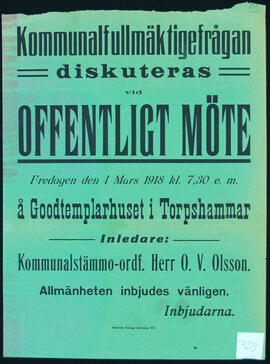 Kommunalfullmäktigefrågan
diskuteras
vid
OFFENTLIGT MÖTE
Fredagen den 1 Mars 1918 kl. 7,30 e. m.
å Goodtemplarhuset i Torpshammar
Inledare:
Kommunalstämmo-ordf. Herr O. V. Olsson.
Allmänheten inbjudes vänligen.
Inbjudarna.